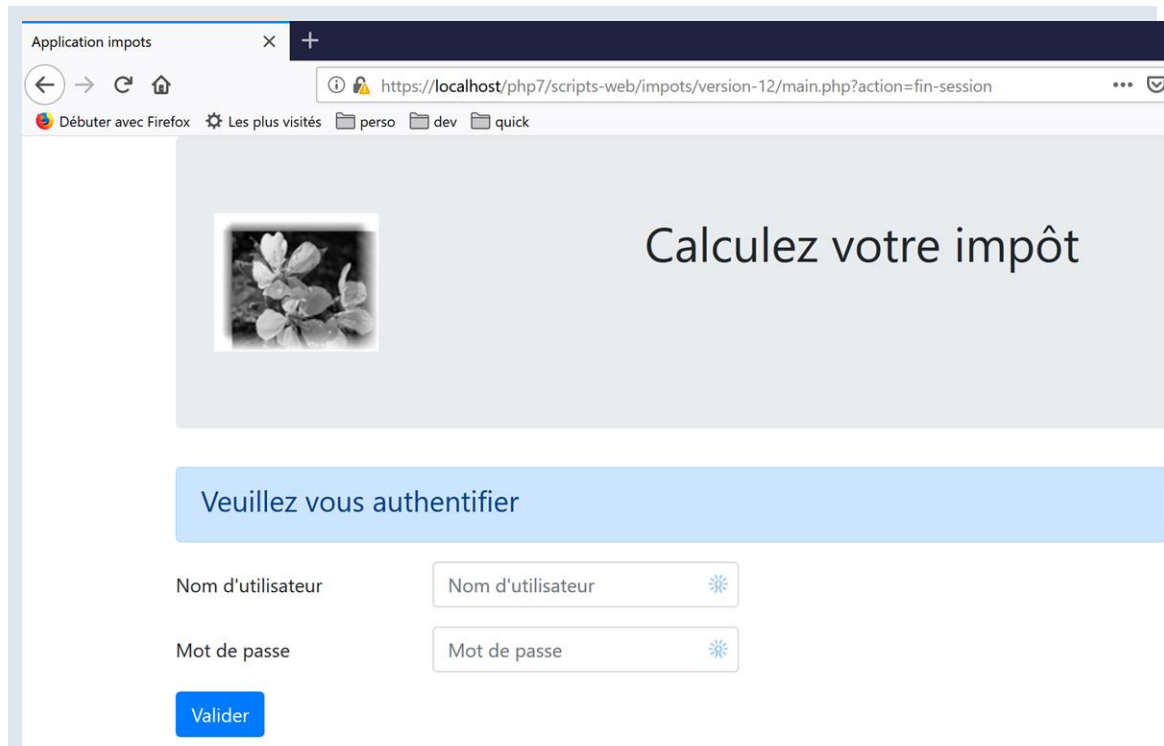 Application impots
https://localhost/php7/scripts-web/impots/version-12/main.php?action=fin-session
Débuter avec Firefox Les plus visités perso dev quick
Calculez votre impôt
Veuillez vous authentifier
Nom d'utilisateur Nom d'utilisateur
Mot de passe Mot de passe
Valider